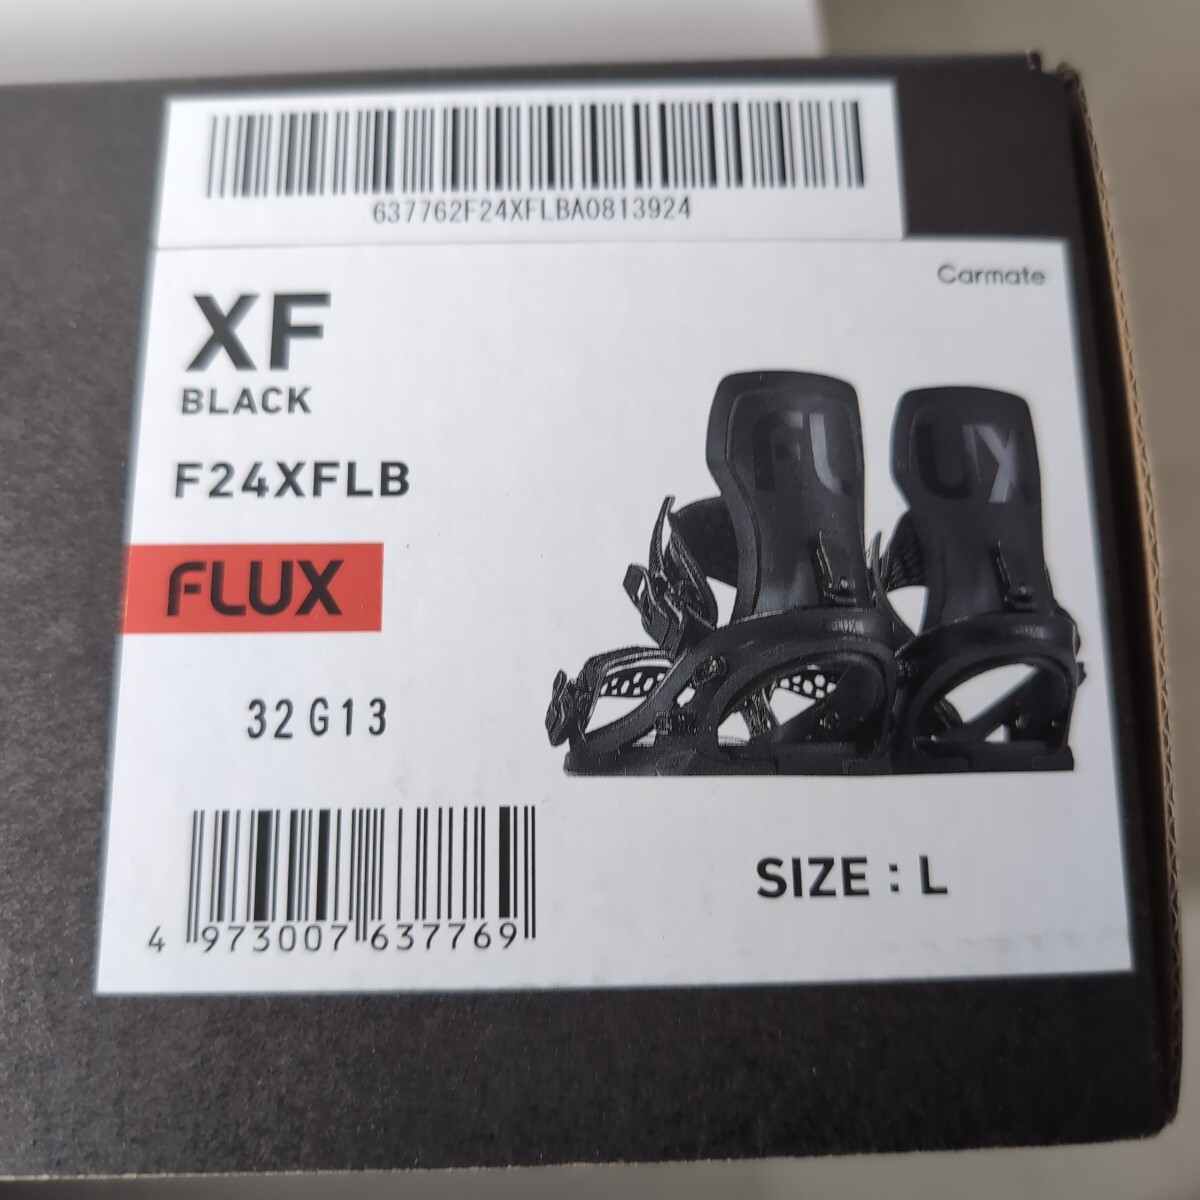 637762F24XFLBA0813924
Carmate
XF
BLACK
F24XFLB
FLUX
FLUX
FLUX
32G13
SIZE : L
4 973007 637769